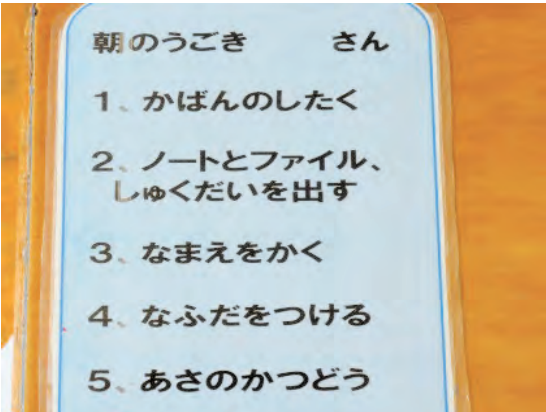 朝のうごき　　　さん
1、かばんのしたく
2、ノートとファイル、
しゅくだいを出す
3、なまえをかく
4、なふだをつける
5、あさのかつどう